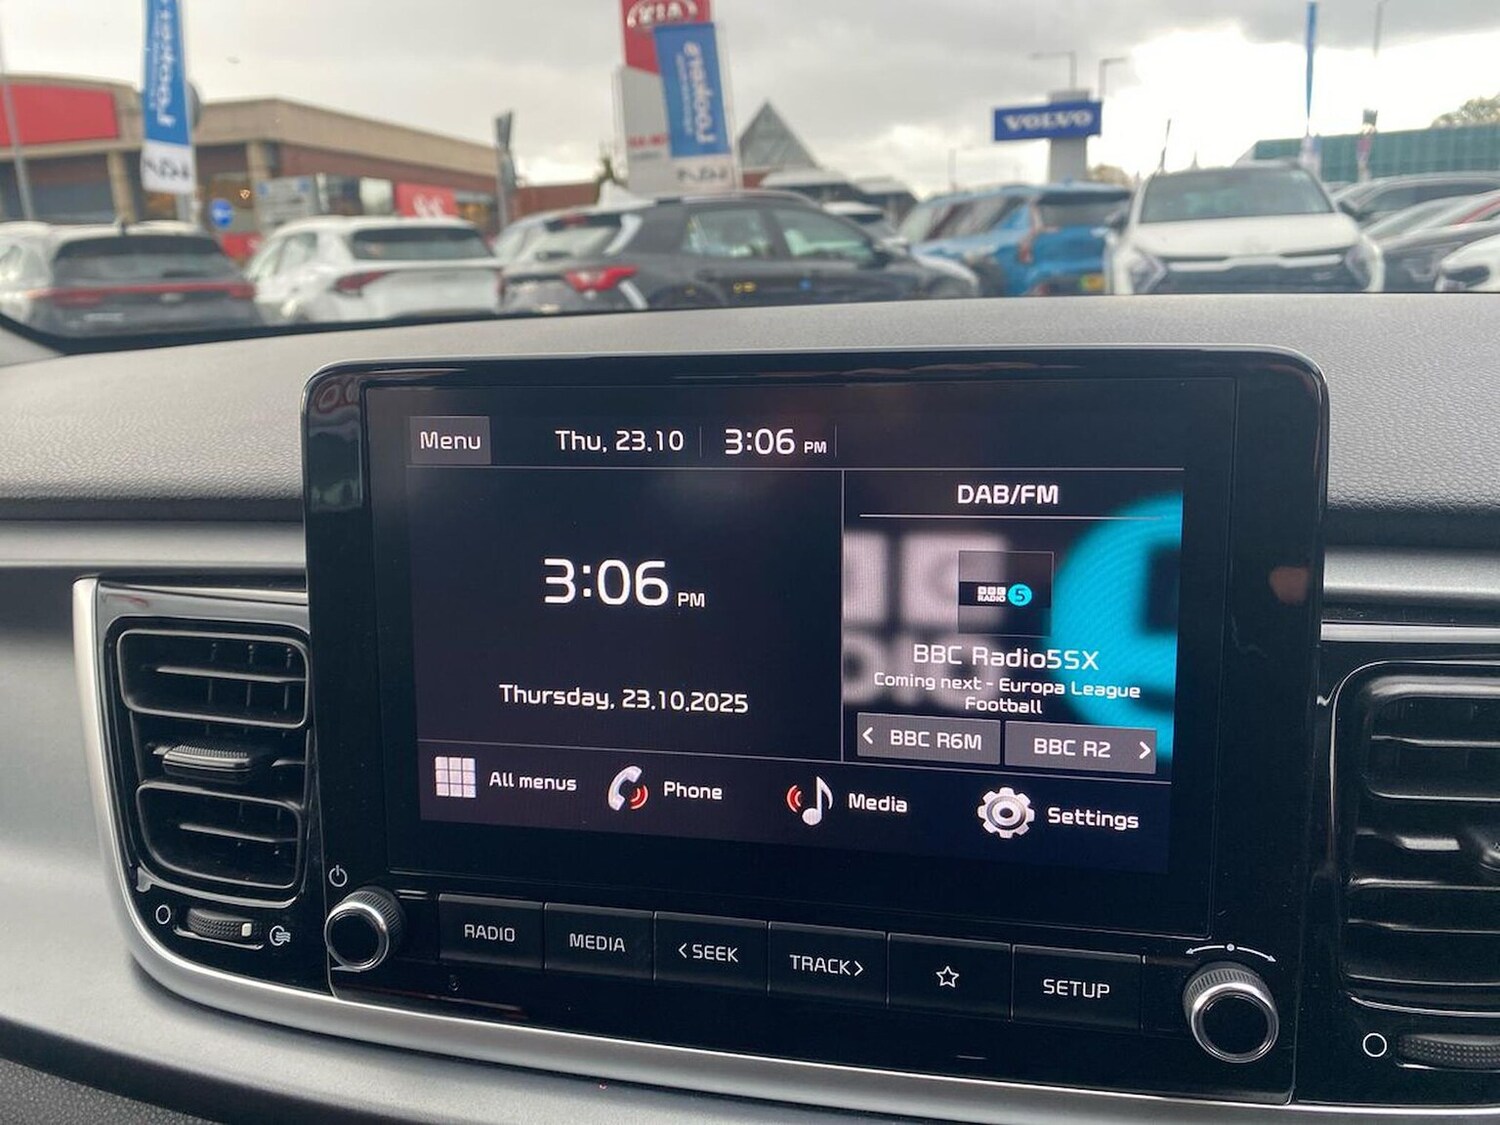 KIA
Lookers
Lookers
VOLVO
Menu
Thu, 23.10
3:06 PM
DAB/FM
3:06 PM
BBC
RADIO 5
BBC Radio5SX
Coming next - Europa League
Football
Thursday, 23.10.2025
BBC R6M
BBC R2
All menus
Phone
Media
Settings
RADIO
MEDIA
<SEEK
TRACK>
SETUP